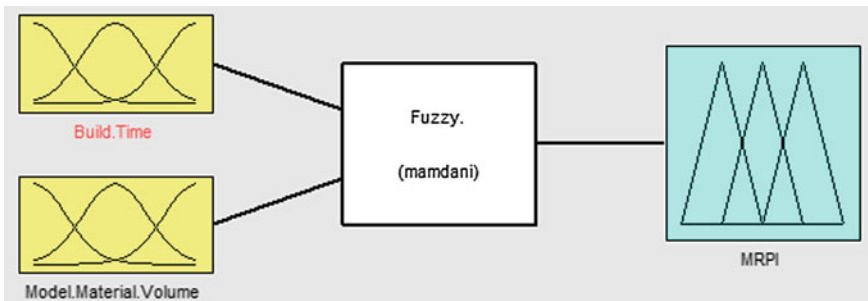 Build.Time
Fuzzy.
(mamdani)
Model.Material.Volume
MRPI